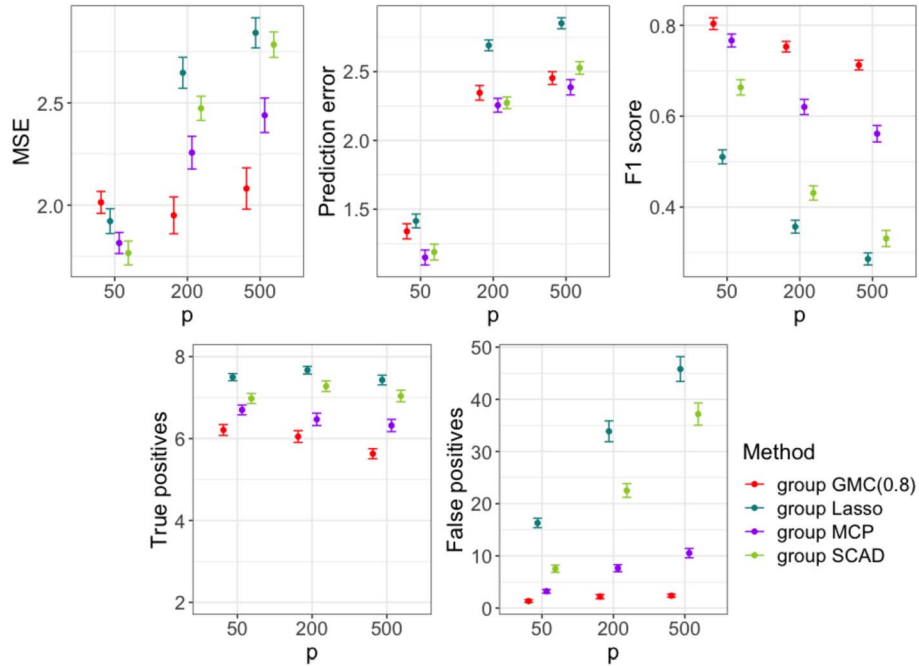 MSE
2.5
2.0
50
200
500
p
Prediction error
2.5
2.0
1.5
50
200
500
p
F1 score
0.8
0.6
0.4
50
200
500
p
True positives
8
6
4
2
50
200
500
p
False positives
50
40
30
20
10
0
50
200
500
p
Method
group GMC(0.8)
group Lasso
group MCP
group SCAD